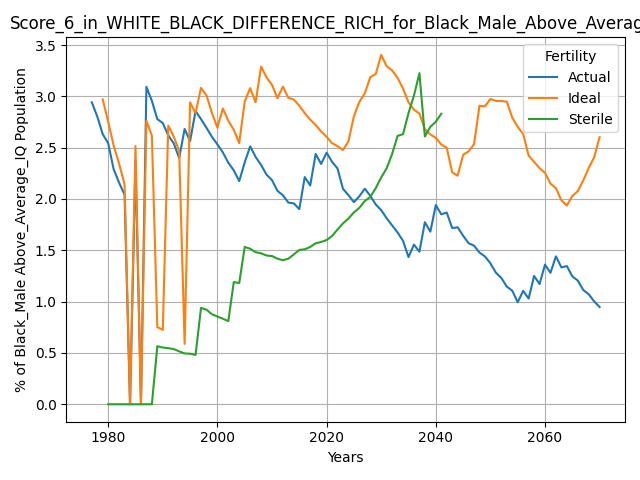 Score_6_in_WHITE_BLACK_DIFFERENCE_RICH_for_Black_Male_Above_Averag
% of Black_Male Above_Average_IQ Population
3.5
3.0
2.5
2.0
1.5
1.0
0.5
0.0
Fertility
Actual
Ideal
Sterile
1980
2000
2020
2040
2060
Years